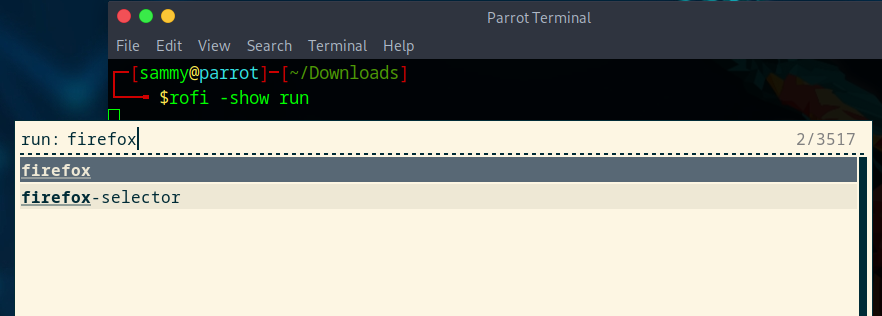 Parrot Terminal
File Edit View Search Terminal Help
┌─[sammy@parrot]─[~/Downloads]
└──╼ $rofi -show run
run: firefox 2/3517
firefox
firefox-selector